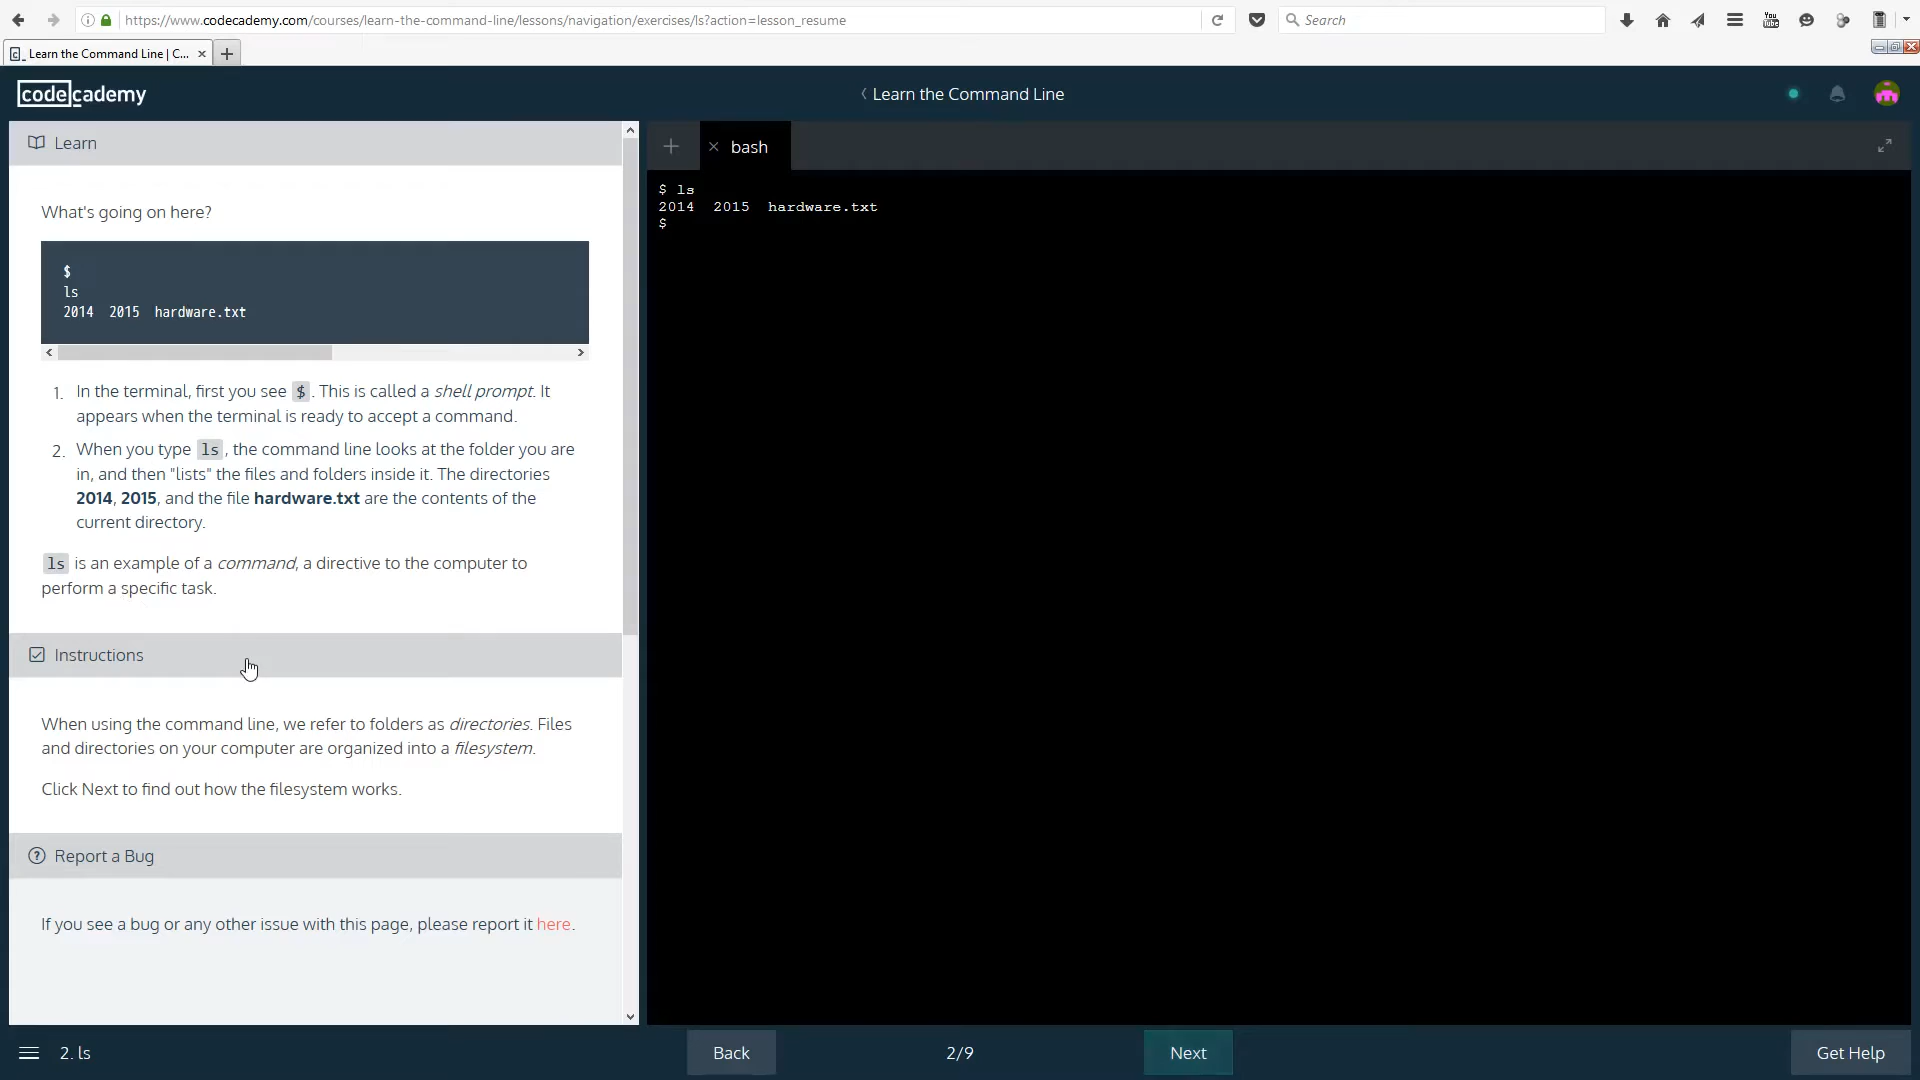 https://www.codecademy.com/courses/learn-the-command-line/lessons/navigation/exercises/ls?action=lesson_resume
Search
You
Tube
Learn the Command Line | C...
codecademy
Learn the Command Line
Learn
bash
What's going on here?
$
ls
2014 2015 hardware.txt
1. In the terminal, first you see $. This is called a shell prompt. It
appears when the terminal is ready to accept a command.
2. When you type ls, the command line looks at the folder you are
in, and then "lists" the files and folders inside it. The directories
2014, 2015, and the file hardware.txt are the contents of the
current directory.
ls is an example of a command, a directive to the computer to
perform a specific task.
Instructions
When using the command line, we refer to folders as directories. Files
and directories on your computer are organized into a filesystem.
Click Next to find out how the filesystem works.
Report a Bug
If you see a bug or any other issue with this page, please report it here.
$ ls
2014 2015 hardware.txt
$
2. ls
Back
2/9
Next
Get Help